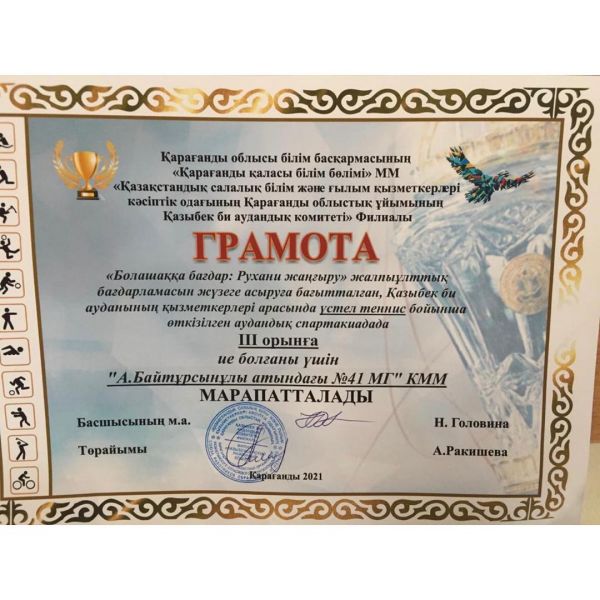 Қарағанды облысы білім басқармасының
«Қарағанды қаласы білім бөлімі» ММ
«Қазақстандық салалық білім және ғылым қызметкерлері
кәсіптік одағының Қарағанды облыстық ұйымының
Қазыбек би аудандық комитеті» Филиалы
ГРАМОТА
«Болашаққа бағдар: Рухани жаңғыру» жалпыұлттық
бағдарламасын жүзеге асыруға бағытталған, Қазыбек би
ауданының қызметкерлері арасында үстел теннис бойынша
өткізілген аудандық спартакиадада
III орынға
ие болғаны үшін
"А.Байтұрсынұлы атындағы №41 МГ" КММ
МАРАПАТТАЛАДЫ
Басшысының м.а. Н. Головина
Төрайымы А.Ракишева
Қарағанды 2021